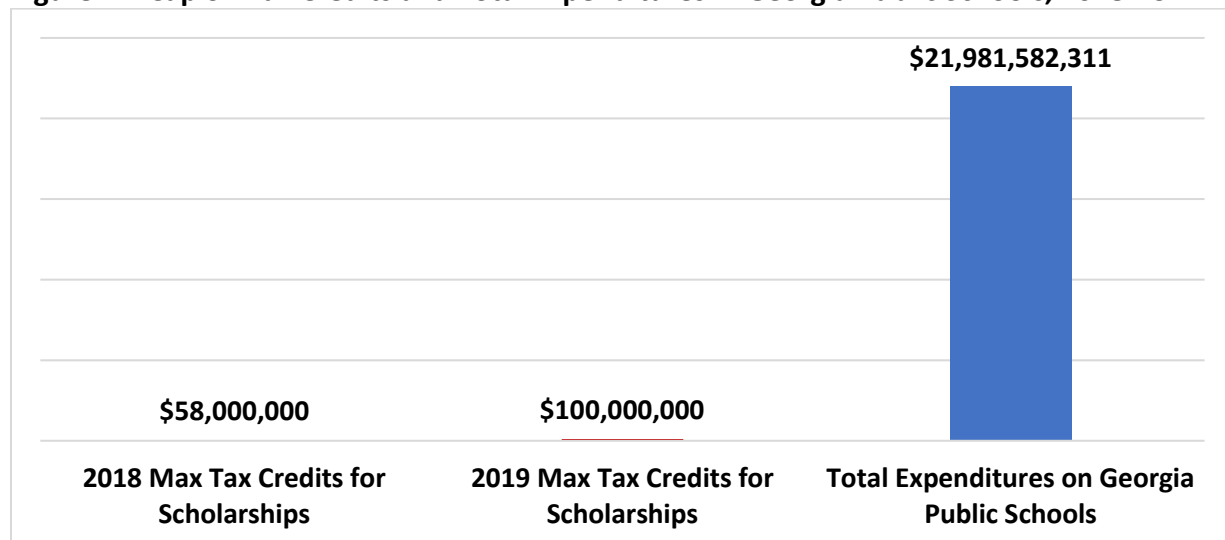 $21,981,582,311
$58,000,000
$100,000,000
2018 Max Tax Credits for
Scholarships
2019 Max Tax Credits for
Scholarships
Total Expenditures on Georgia
Public Schools